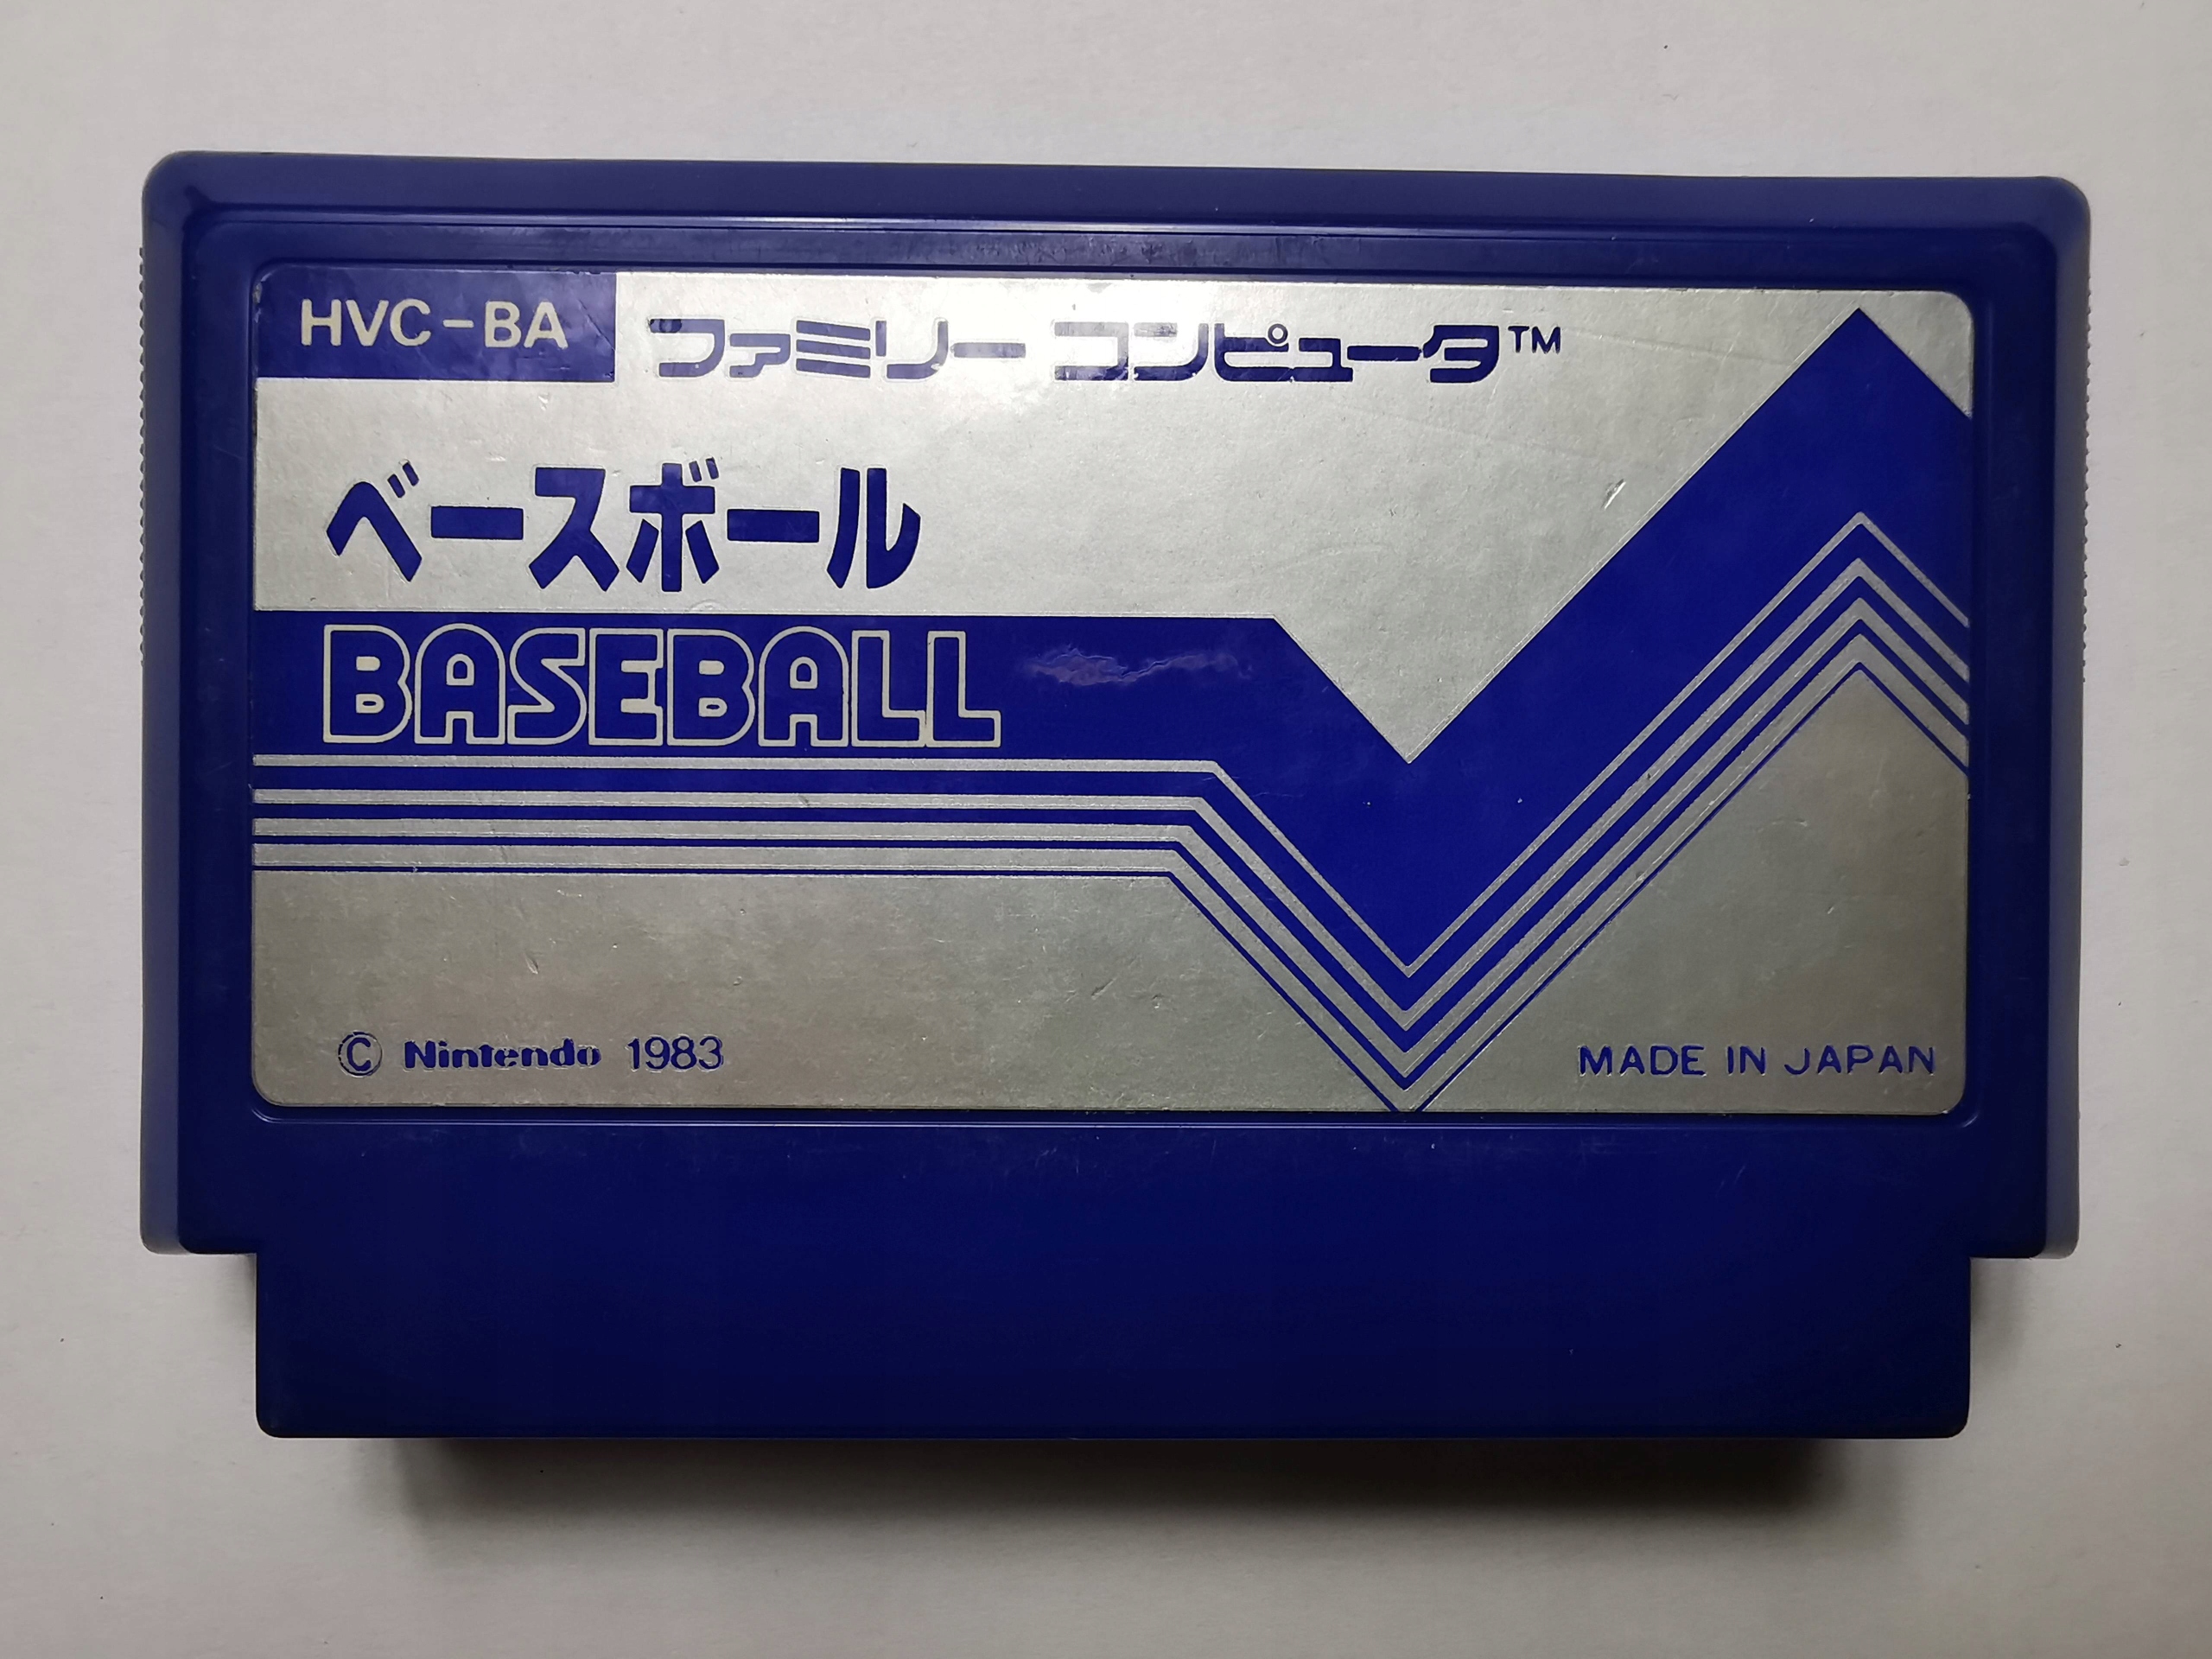 HVC-BA
ファミリー コンピュータ™
ベースボール
BASEBALL
© Nintendo 1983
MADE IN JAPAN